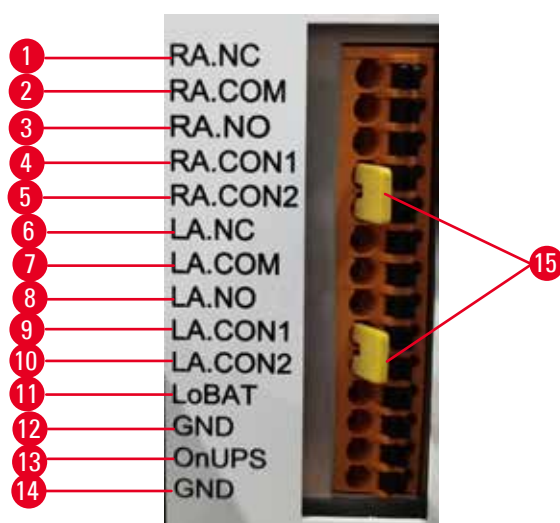 1 RA.NC
2 RA.COM
3 RA.NO
4 RA.CON1
5 RA.CON2
6 LA.NC
7 LA.COM
8 LA.NO
9 LA.CON1
10 LA.CON2
11 LoBAT
12 GND
13 OnUPS
14 GND
15